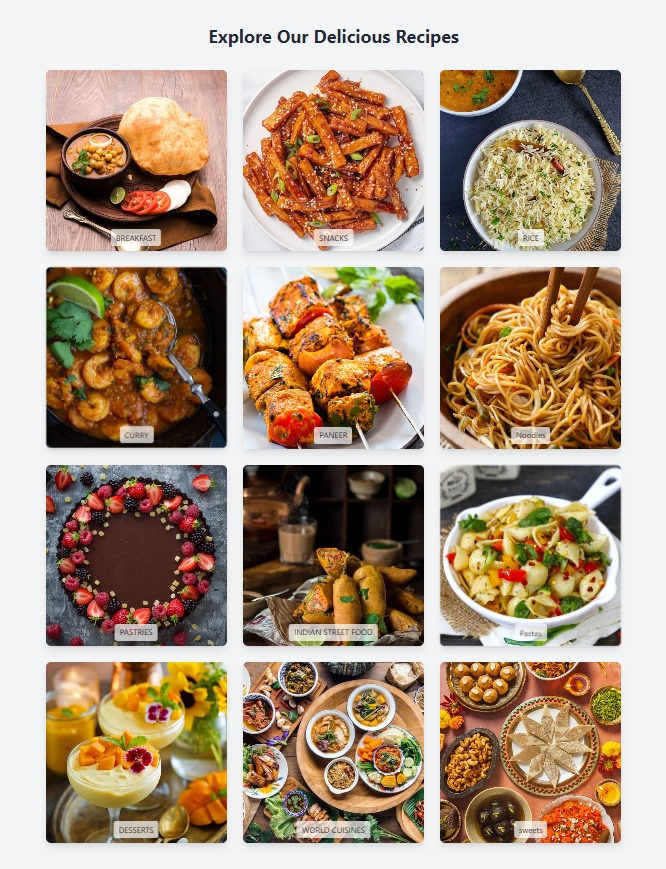 Explore Our Delicious Recipes
BREAKFAST
SNACKS
RICE
CURRY
PANEER
Noodles
PASTRIES
INDIAN STREET FOOD
Pastas
DESSERTS
WORLD CUISINES
sweets